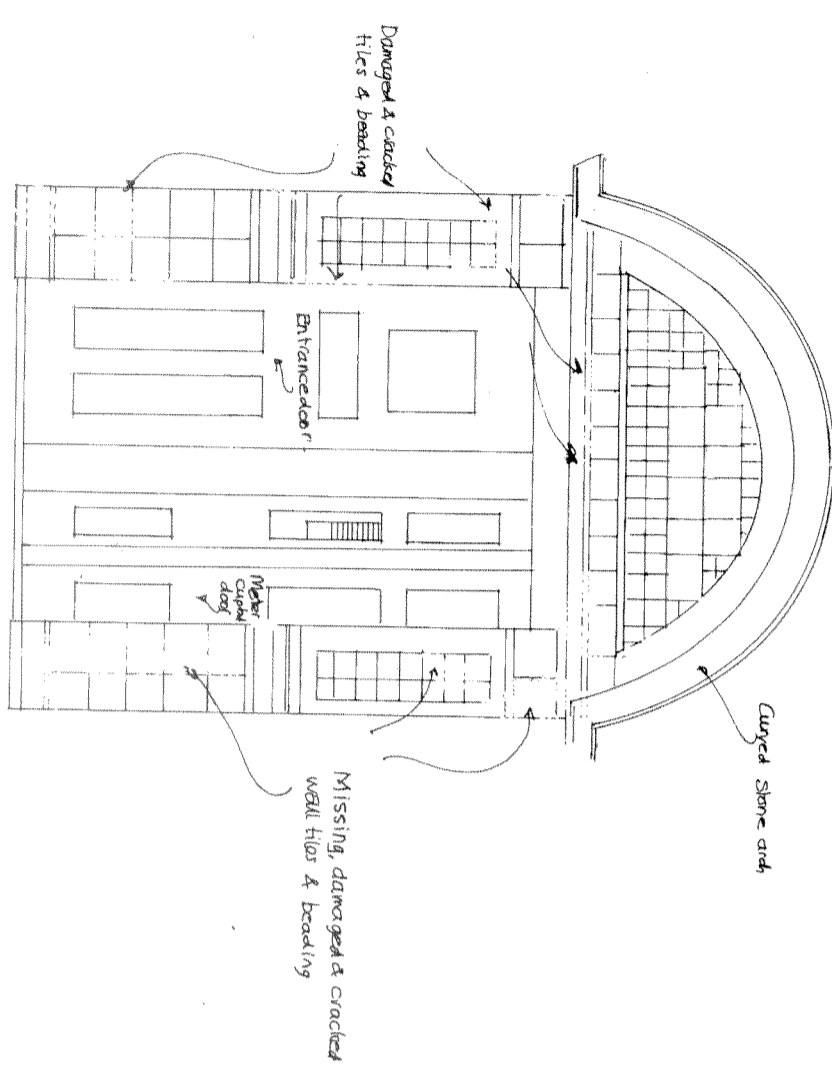 Damaged & cracked
tiles & beading
Entrance door
Meter
cupbd
door
Curved Stone arch
Missing, damaged & cracked
wall tiles & beading